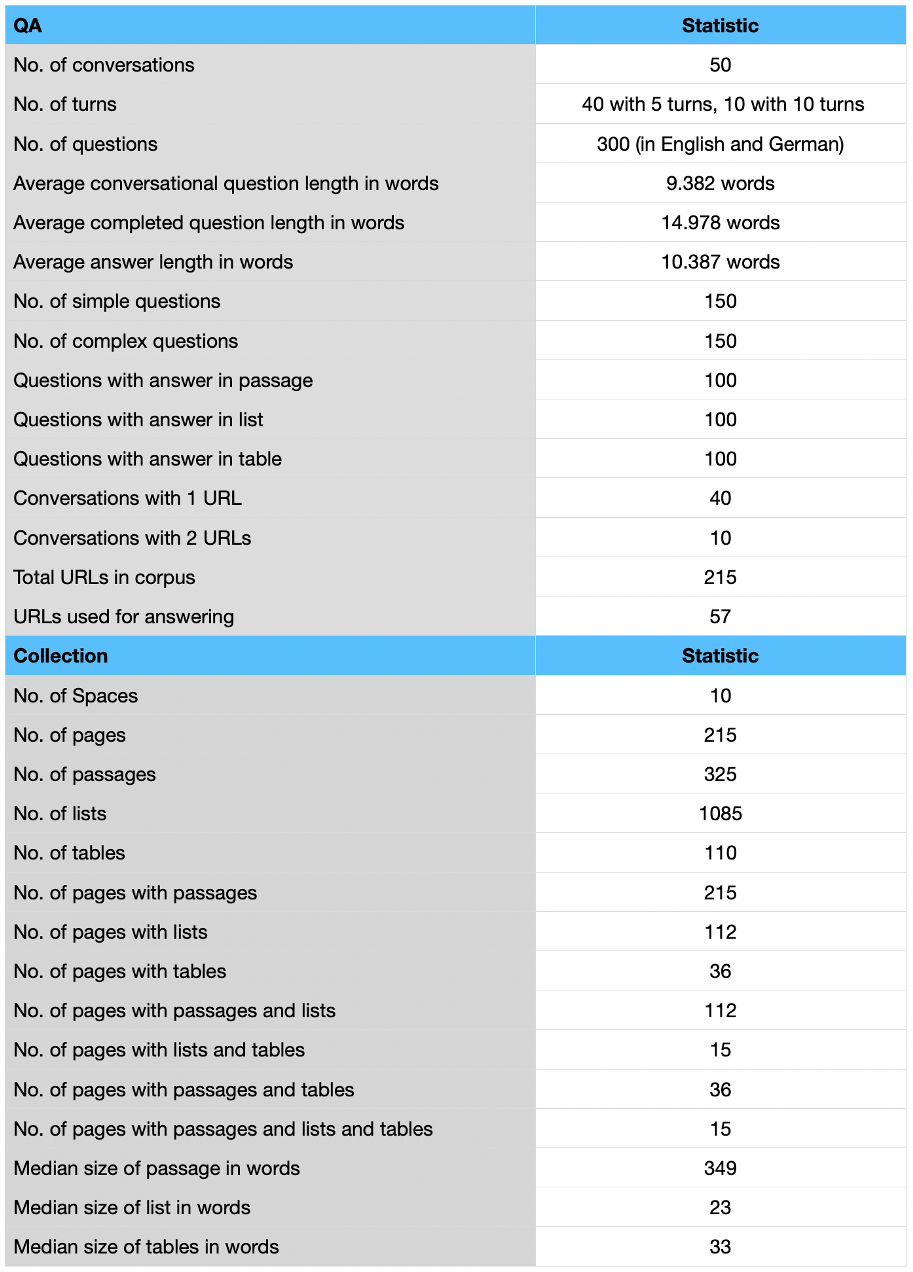 QA Statistic
No. of conversations 50
No. of turns 40 with 5 turns, 10 with 10 turns
No. of questions 300 (in English and German)
Average conversational question length in words 9.382 words
Average completed question length in words 14.978 words
Average answer length in words 10.387 words
No. of simple questions 150
No. of complex questions 150
Questions with answer in passage 100
Questions with answer in list 100
Questions with answer in table 100
Conversations with 1 URL 40
Conversations with 2 URLs 10
Total URLs in corpus 215
URLs used for answering 57
Collection Statistic
No. of Spaces 10
No. of pages 215
No. of passages 325
No. of lists 1085
No. of tables 110
No. of pages with passages 215
No. of pages with lists 112
No. of pages with tables 36
No. of pages with passages and lists 112
No. of pages with lists and tables 15
No. of pages with passages and tables 36
No. of pages with passages and lists and tables 15
Median size of passage in words 349
Median size of list in words 23
Median size of tables in words 33